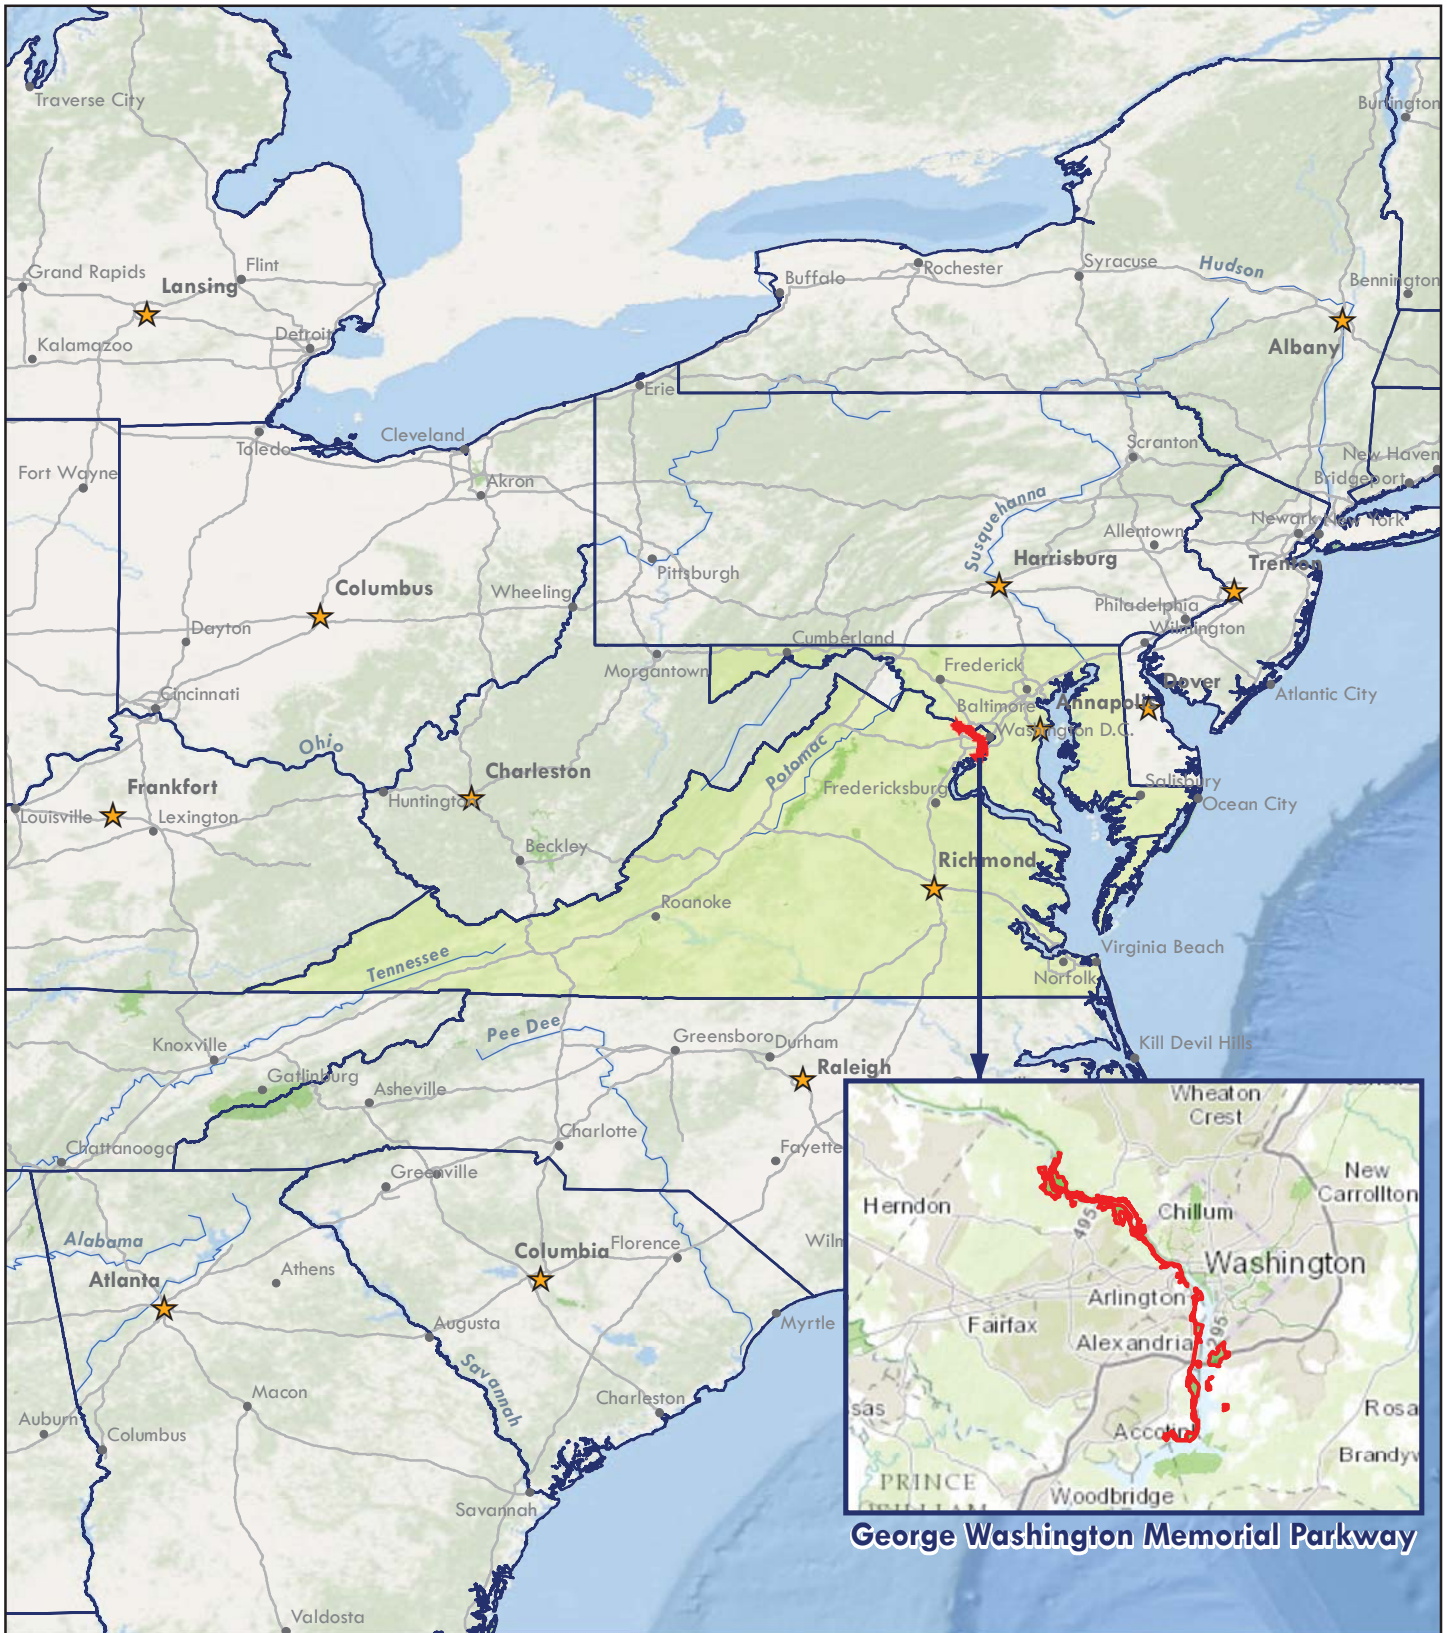 Traverse City
Burlington
Grand Rapids
Flint
Lansing
Detroit
Kalamazoo
Buffalo
Rochester
Syracuse
Hudson
Bennington
Albany
Erie
Toledo
Cleveland
Akron
Fort Wayne
Scranton
New Haven
Bridgeport
Susquehanna
Allentown
Newark
New York
Harrisburg
Trenton
Pittsburgh
Columbus
Wheeling
Philadelphia
Wilmington
Dayton
Cumberland
Morgantown
Frederick
Dover
Atlantic City
Cincinnati
Baltimore
Annapolis
Washington D.C.
Ohio
Potomac
Charleston
Frankfort
Huntington
Fredericksburg
Salisbury
Ocean City
Louisville
Lexington
Beckley
Richmond
Roanoke
Tennessee
Virginia Beach
Norfolk
Pee Dee
Knoxville
Greensboro
Durham
Kill Devil Hills
Gatlinburg
Asheville
Raleigh
Chattanooga
Charlotte
Fayette
Greenville
Alabama
Columbia
Florence
Wilm
Atlanta
Athens
Augusta
Myrtle
Savannah
Macon
Charleston
Auburn
Columbus
Savannah
Valdosta
Wheaton
Crest
New
Carrollton
Herndon
495
Chillum
Washington
Arlington
Fairfax
295
Alexandria
sas
Rosa
Accotink
Brandyw
PRINCE
WILLIAM
Woodbridge
George Washington Memorial Parkway